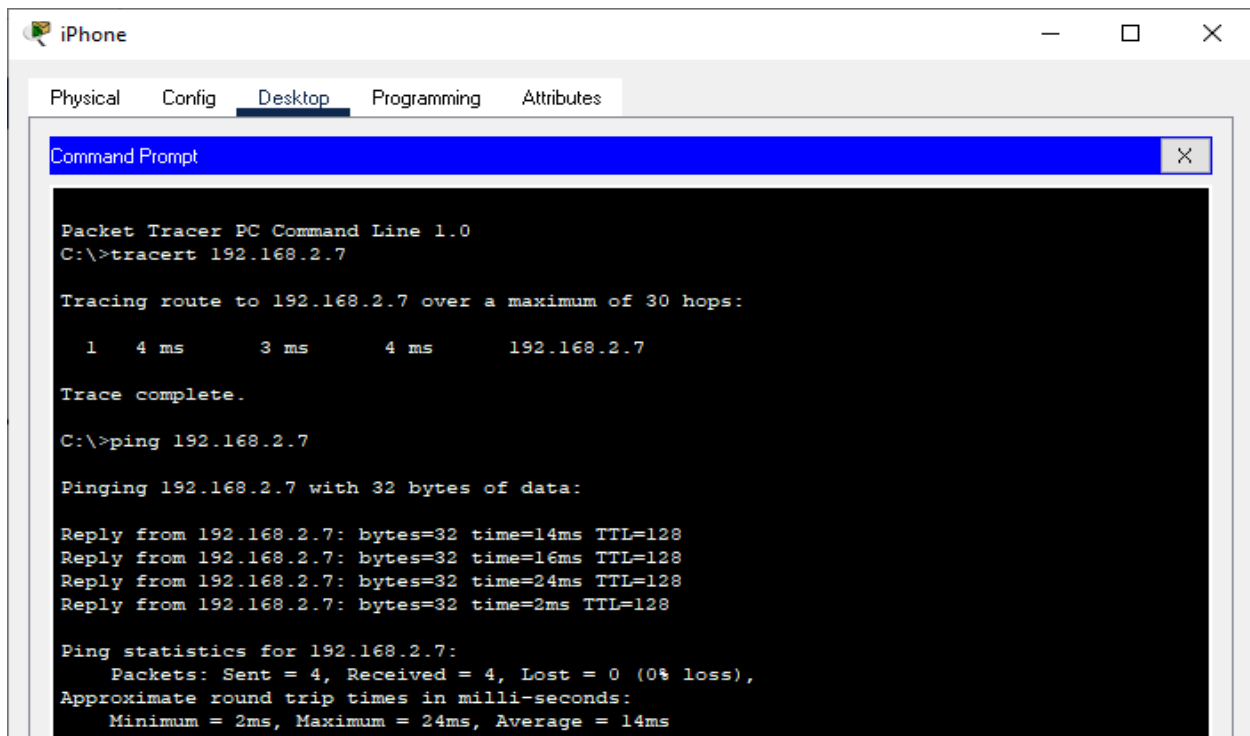 iPhone
Physical Config Desktop Programming Attributes
Command Prompt X
Packet Tracer PC Command Line 1.0
C:\>tracert 192.168.2.7
Tracing route to 192.168.2.7 over a maximum of 30 hops:
1 4 ms 3 ms 4 ms 192.168.2.7
Trace complete.
C:\>ping 192.168.2.7
Pinging 192.168.2.7 with 32 bytes of data:
Reply from 192.168.2.7: bytes=32 time=14ms TTL=128
Reply from 192.168.2.7: bytes=32 time=16ms TTL=128
Reply from 192.168.2.7: bytes=32 time=24ms TTL=128
Reply from 192.168.2.7: bytes=32 time=2ms TTL=128
Ping statistics for 192.168.2.7:
Packets: Sent = 4, Received = 4, Lost = 0 (0% loss),
Approximate round trip times in milli-seconds:
Minimum = 2ms, Maximum = 24ms, Average = 14ms